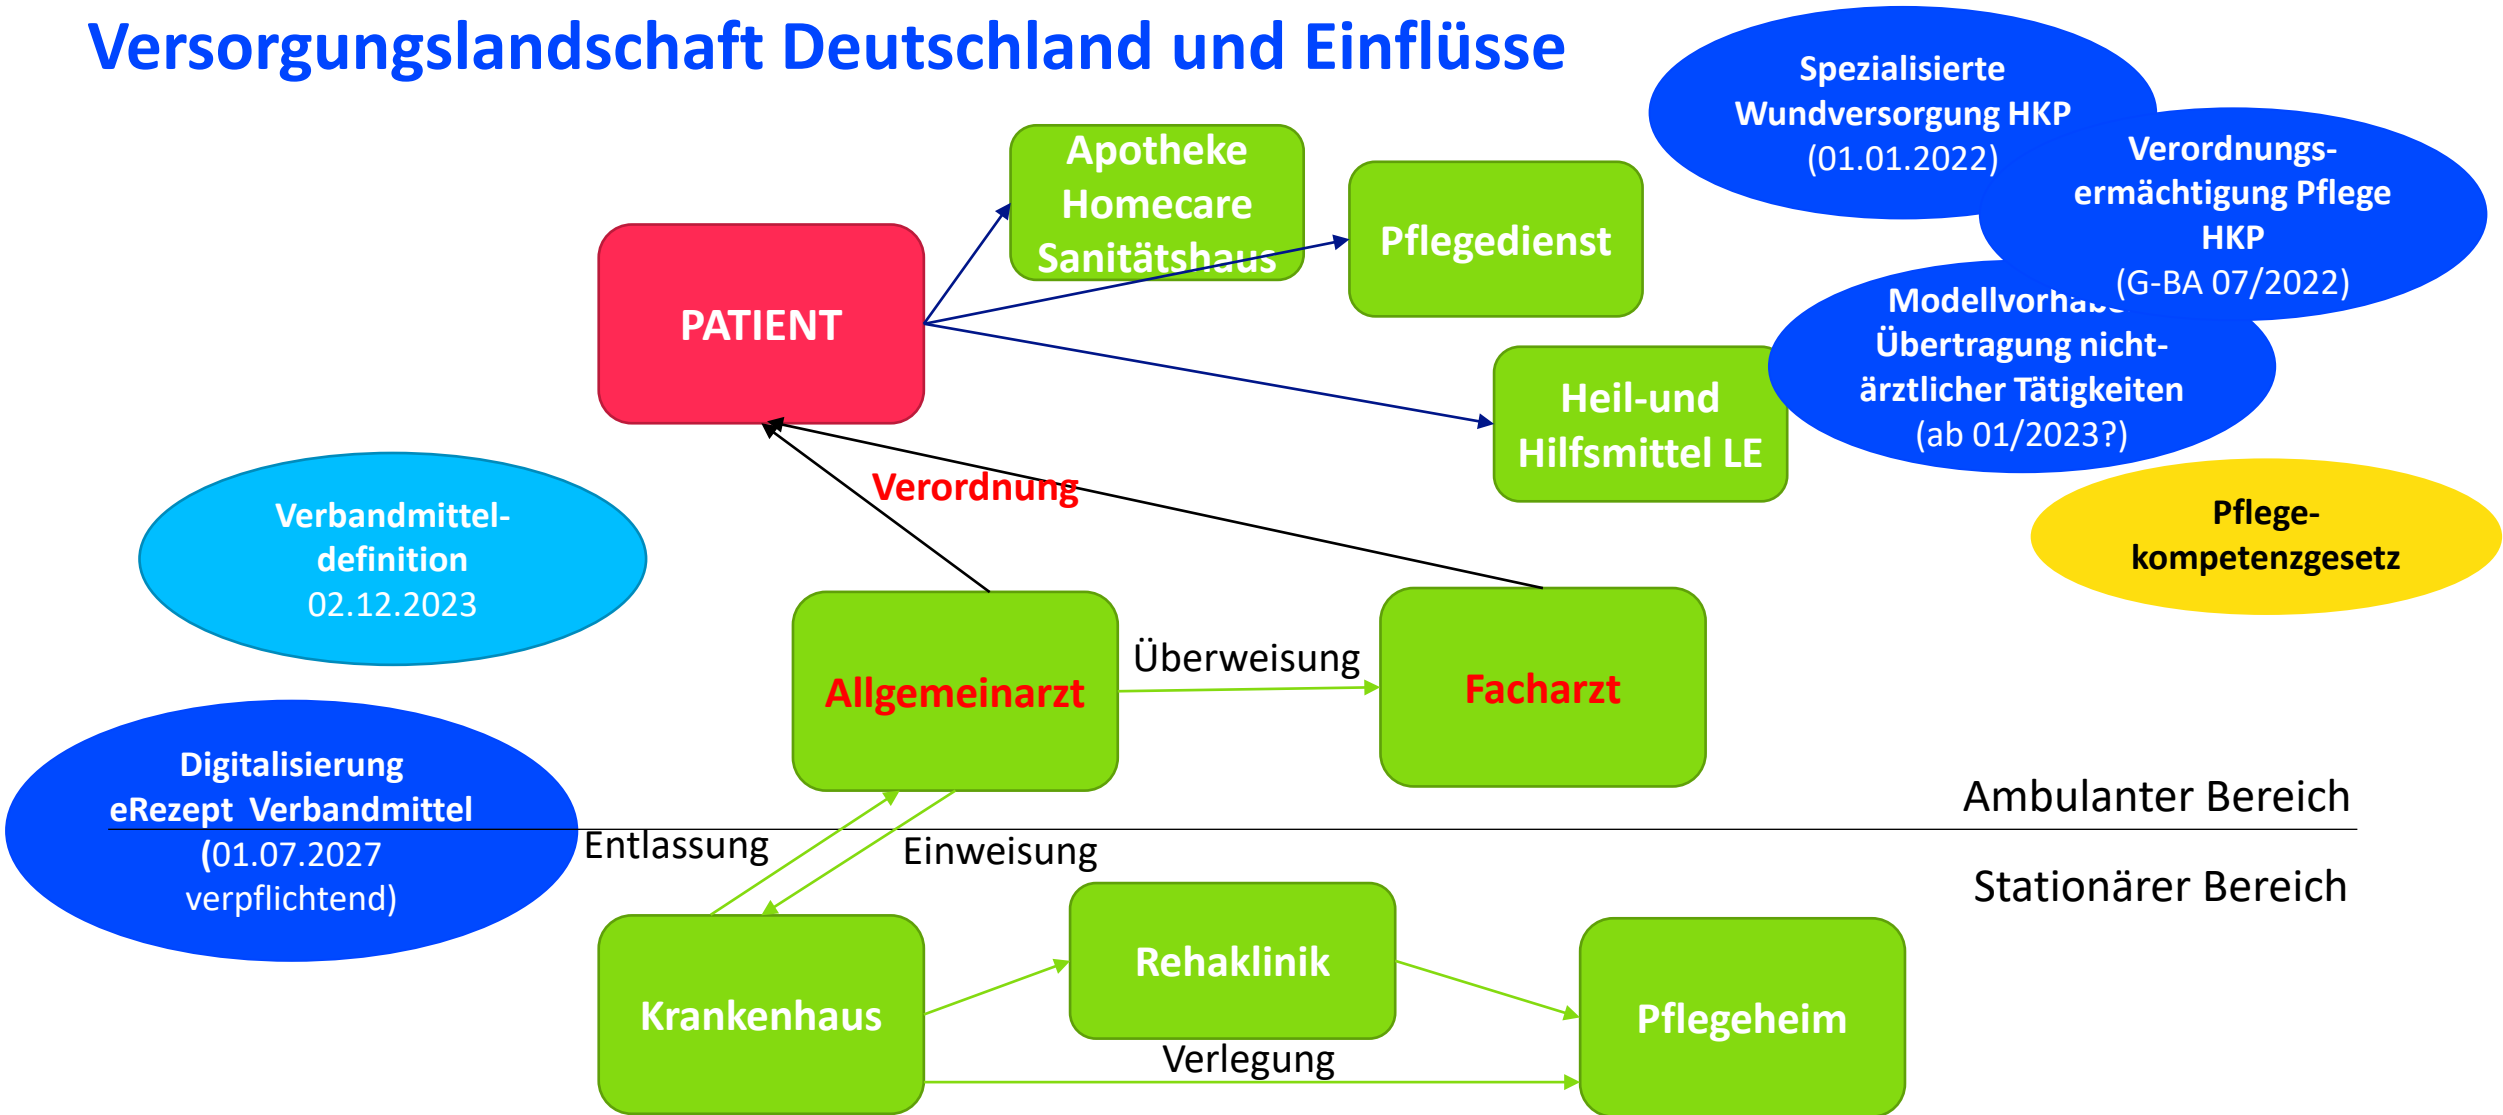 Versorgungslandschaft Deutschland und Einflüsse
Spezialisierte
Wundversorgung HKP
(01.01.2022)
Verordnungs-
ermächtigung Pflege
HKP
(G-BA 07/2022)
Apotheke
Homecare
Sanitätshaus
Pflegedienst
PATIENT
Übertragung nicht-
ärztlicher Tätigkeiten
(ab 01/2023?)
Heil-und
Hilfsmittel LE
Verordnung
Pflege-
kompetenzgesetz
Verbandmittel-
definition
02.12.2023
Allgemeinarzt
Überweisung
Facharzt
Digitalisierung
eRezept Verbandmittel
(01.07.2027
verpflichtend)
Ambulanter Bereich
Entlassung
Einweisung
Stationärer Bereich
Krankenhaus
Rehaklinik
Pflegeheim
Verlegung